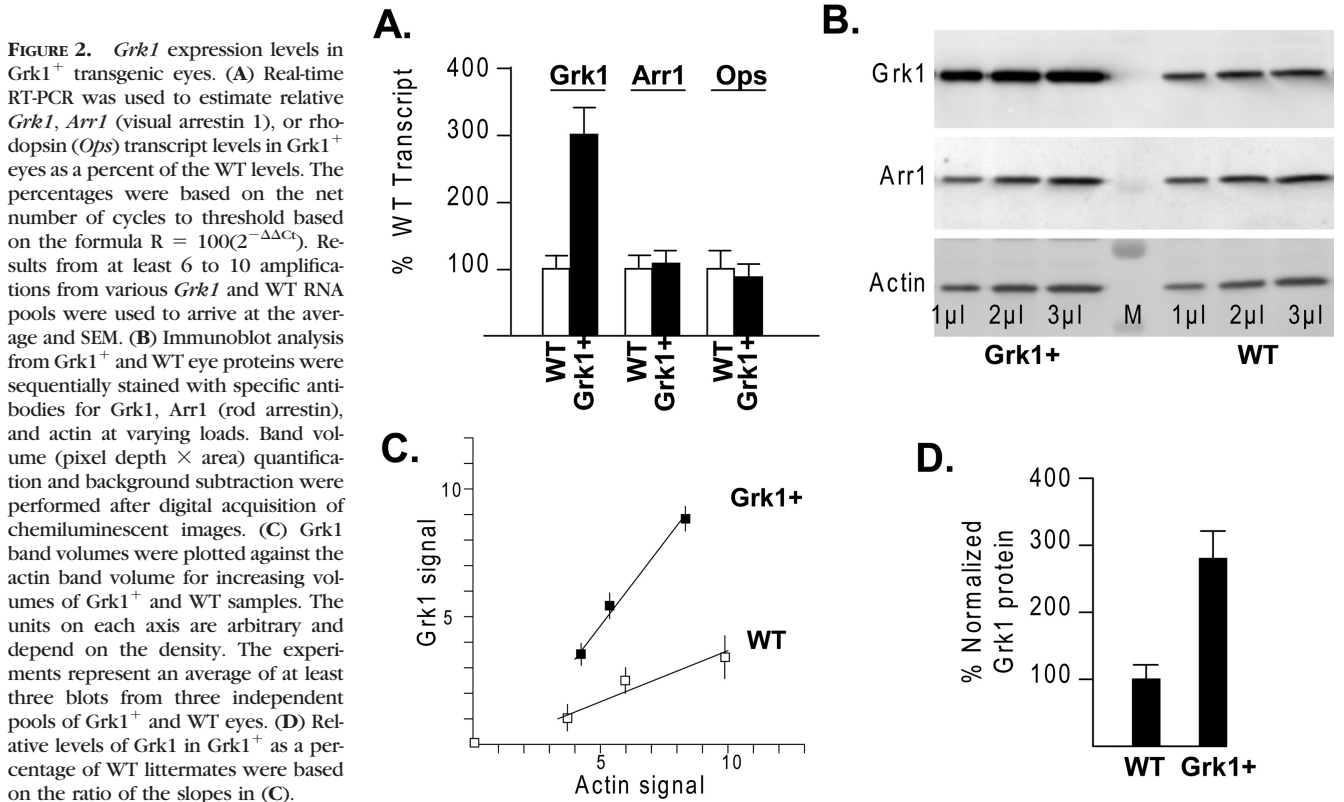 FIGURE 2. Grk1 expression levels in
Grk1+ transgenic eyes. (A) Real-time
RT-PCR was used to estimate relative
Grk1, Arr1 (visual arrestin 1), or rho-
dopsin (Ops) transcript levels in Grk1+
eyes as a percent of the WT levels. The
percentages were based on the net
number of cycles to threshold based
on the formula R = 100(2−ΔΔCt). Re-
sults from at least 6 to 10 amplifica-
tions from various Grk1 and WT RNA
pools were used to arrive at the aver-
age and SEM. (B) Immunoblot analysis
from Grk1+ and WT eye proteins were
sequentially stained with specific anti-
bodies for Grk1, Arr1 (rod arrestin),
and actin at varying loads. Band vol-
ume (pixel depth × area) quantifica-
tion and background subtraction were
performed after digital acquisition of
chemiluminescent images. (C) Grk1
band volumes were plotted against the
actin band volume for increasing vol-
umes of Grk1+ and WT samples. The
units on each axis are arbitrary and
depend on the density. The experi-
ments represent an average of at least
three blots from three independent
pools of Grk1+ and WT eyes. (D) Rel-
ative levels of Grk1 in Grk1+ as a per-
centage of WT littermates were based
on the ratio of the slopes in (C).
A.
% WT Transcript
400
300
200
100
Grk1 Arr1 Ops
WT
Grk1+
WT
Grk1+
WT
Grk1+
B.
Grk1
Arr1
Actin
1µl 2µl 3µl M 1µl 2µl 3µl
Grk1+ WT
C.
Grk1 signal
10
5
Grk1+
WT
5 10
Actin signal
D.
% Normalized
Grk1 protein
400
300
200
100
WT Grk1+